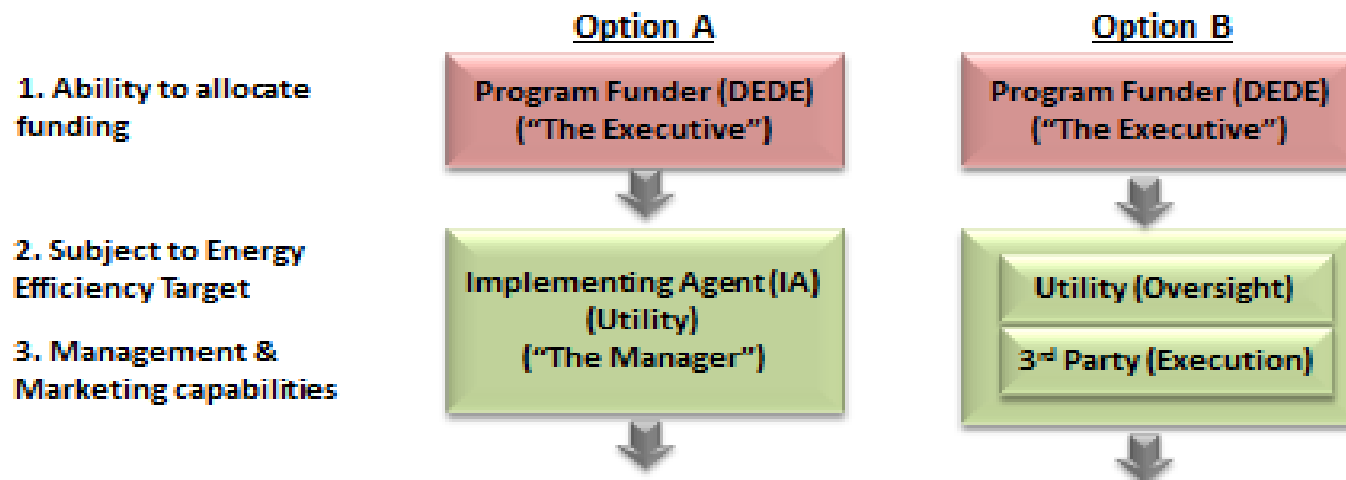 Option A
Option B
1. Ability to allocate
funding
Program Funder (DEDE)
("The Executive")
Program Funder (DEDE)
("The Executive")
2. Subject to Energy
Efficiency Target
3. Management &
Marketing capabilities
Implementing Agent (IA)
(Utility)
("The Manager")
Utility (Oversight)
3rd Party (Execution)